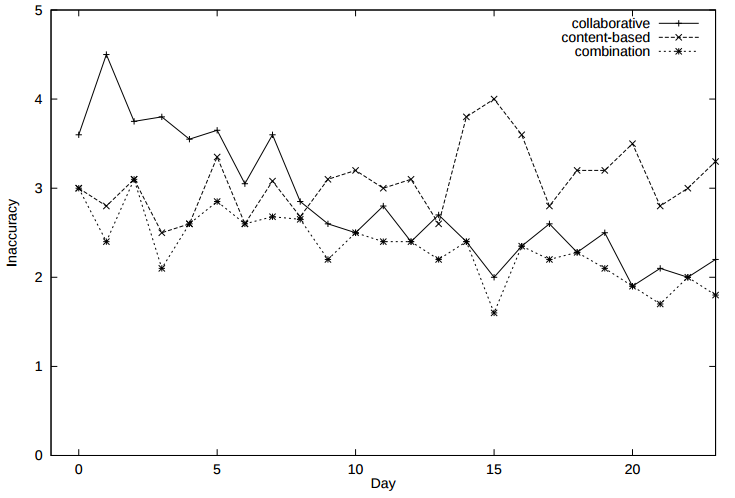 5
4
3
2
1
0
Inaccuracy
collaborative
content-based
combination
0 5 10 15 20
Day